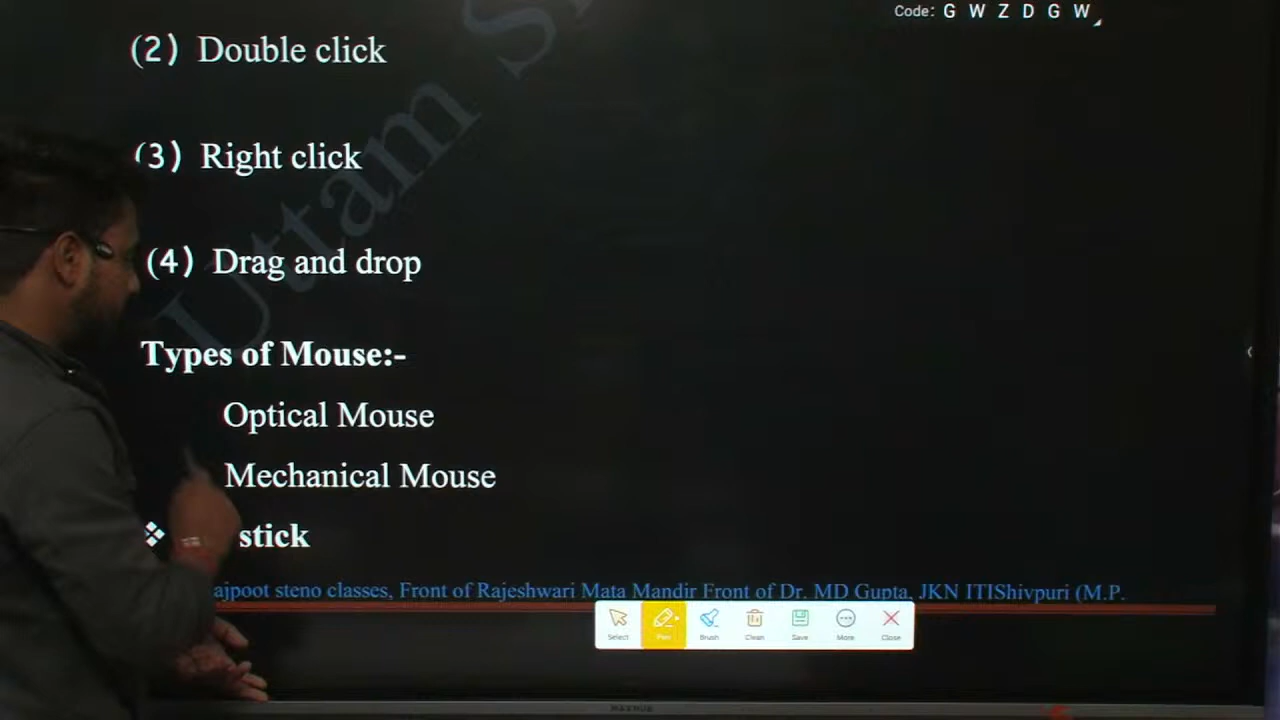 Code: G W Z D G W
(2) Double click
(3) Right click
(4) Drag and drop
Types of Mouse:-
Optical Mouse
Mechanical Mouse
❖ stick
steno classes, Front of Rajeshwari Mata Mandir Front of Dr. MD Gupta, JKN ITIShivpuri (M.P.
Select Pen Brush Clean Save More Close
Uttam
MAXHUB